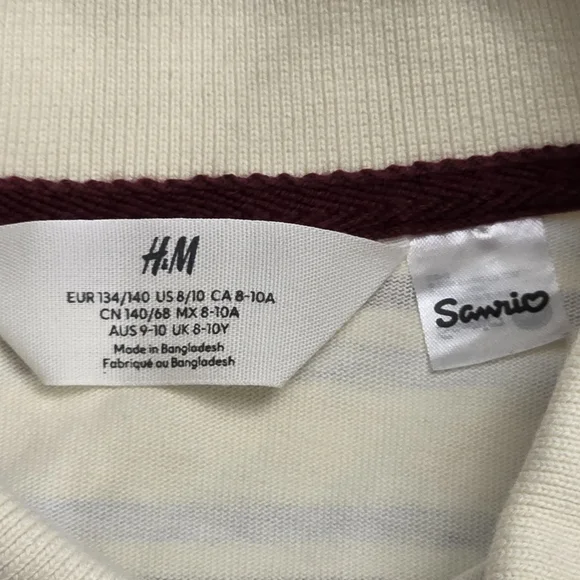 H&M
EUR 134/140 US 8/10 CA 8-10A
CN 140/68 MX 8-10A
AUS 9-10 UK 8-10Y
Made in Bangladesh
Fabriqué au Bangladesh
Sanrio